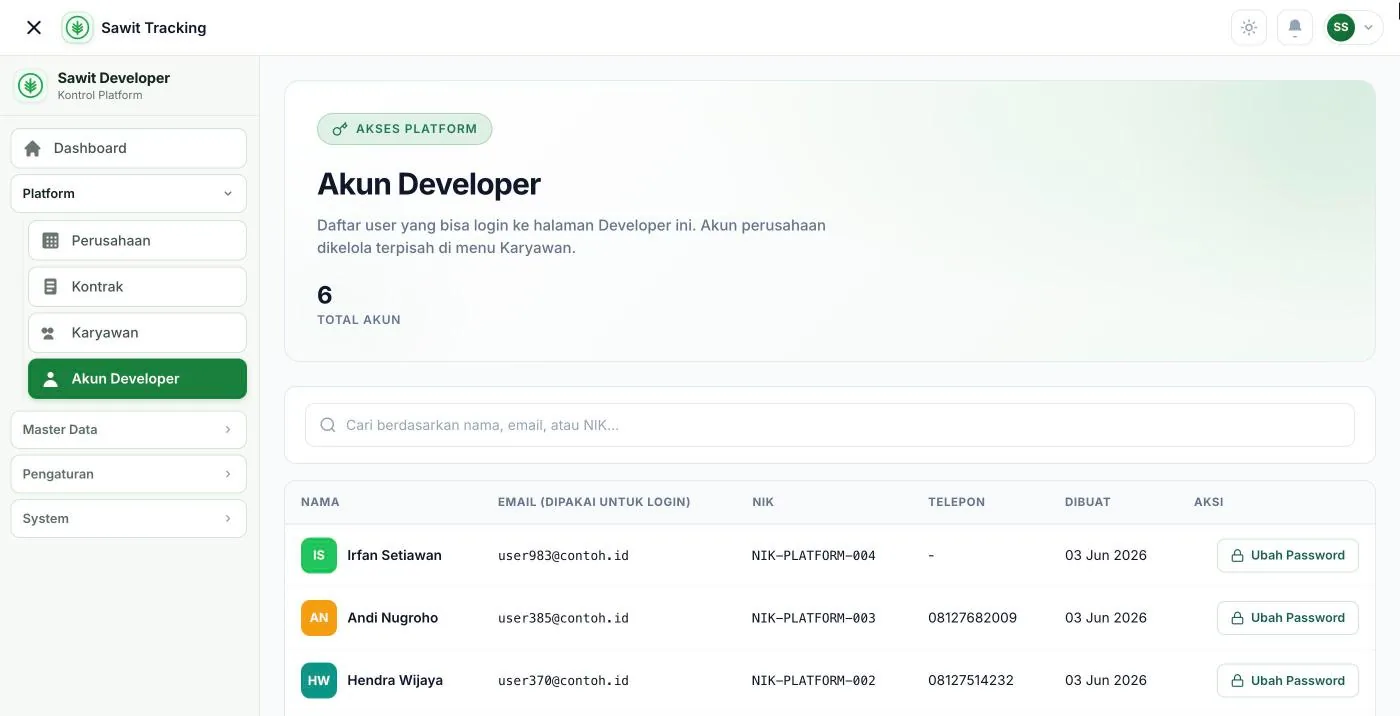 Sawit Tracking
SS
Sawit Developer
Kontrol Platform
Dashboard
Platform
Perusahaan
Kontrak
Karyawan
Akun Developer
Master Data
Pengaturan
System
AKSES PLATFORM
Akun Developer
Daftar user yang bisa login ke halaman Developer ini. Akun perusahaan
dikelola terpisah di menu Karyawan.
6
TOTAL AKUN
Cari berdasarkan nama, email, atau NIK...
NAMA EMAIL (DIPAKAI UNTUK LOGIN) NIK TELEPON DIBUAT AKSI
IS Irfan Setiawan user983@contoh.id NIK-PLATFORM-004 - 03 Jun 2026 Ubah Password
AN Andi Nugroho user385@contoh.id NIK-PLATFORM-003 08127682009 03 Jun 2026 Ubah Password
HW Hendra Wijaya user370@contoh.id NIK-PLATFORM-002 08127514232 03 Jun 2026 Ubah Password